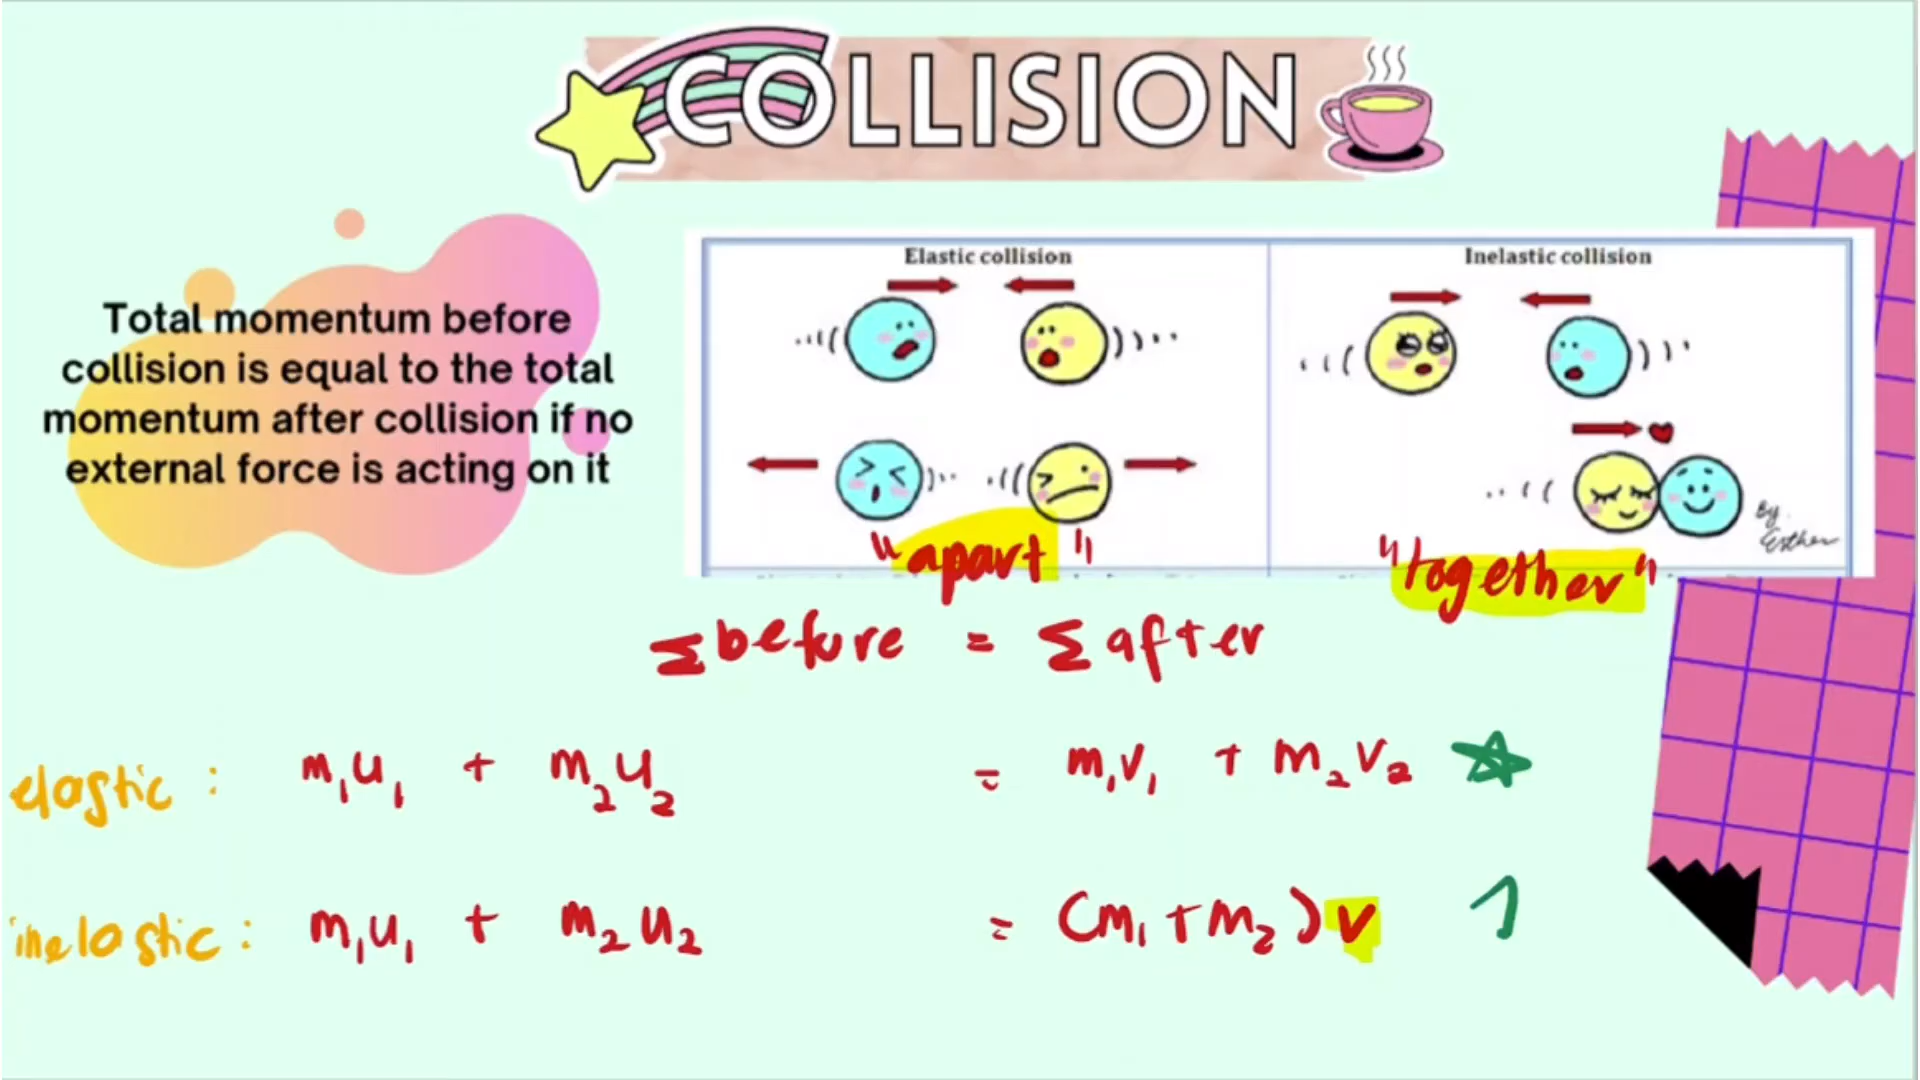 COLLISION
Total momentum before
collision is equal to the total
momentum after collision if no
external force is acting on it
Elastic collision
Inelastic collision
By.
Esther
"apart"
"together"
Σbefore = Σafter
elastic: m₁u₁ + m₂u₂ = m₁v₁ + m₂v₂
inelastic: m₁u₁ + m₂u₂ = (m₁+m₂)v